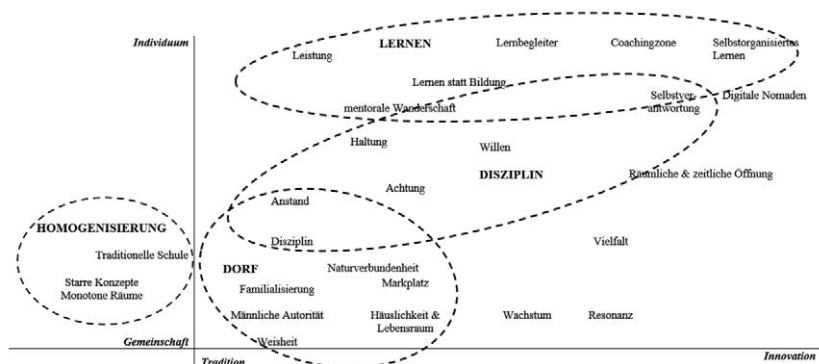 Individuum
LERNEN
Lernbegleiter
Coachingzone
Selbstorganisiertes
Lernen
Leistung
Lernen statt Bildung
mentorale Wanderschaft
Selbstver-
antwortung
Digitale Nomaden
Haltung
Willen
DISZIPLIN
Räumliche & zeitliche Öffnung
Achtung
Anstand
HOMOGENISIERUNG
Traditionelle Schule
Starre Konzepte
Monotone Räume
Disziplin
Vielfalt
DORF
Naturverbundenheit
Markplatz
Familialisierung
Männliche Autorität
Häuslichkeit &
Lebensraum
Wachstum
Resonanz
Gemeinschaft
Weisheit
Tradition
Innovation